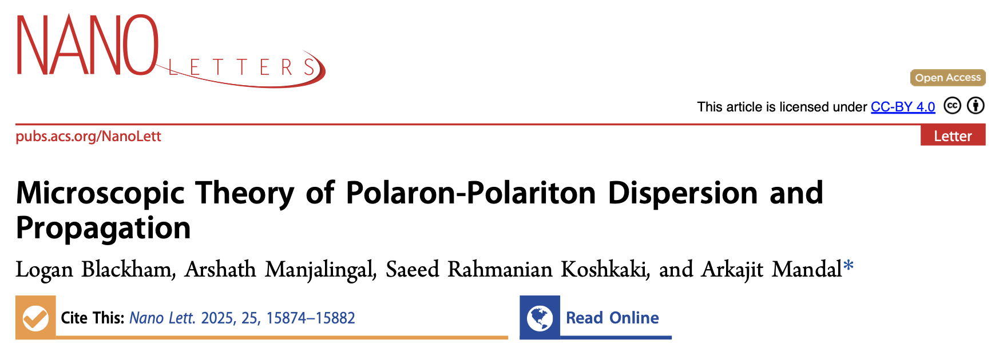 NANO LETTERS
Open Access
This article is licensed under CC-BY 4.0
cc
pubs.acs.org/NanoLett
Letter
Microscopic Theory of Polaron-Polariton Dispersion and
Propagation
Logan Blackham, Arshath Manjalingal, Saeed Rahmanian Koshkaki, and Arkajit Mandal*
Cite This: Nano Lett. 2025, 25, 15874–15882
Read Online